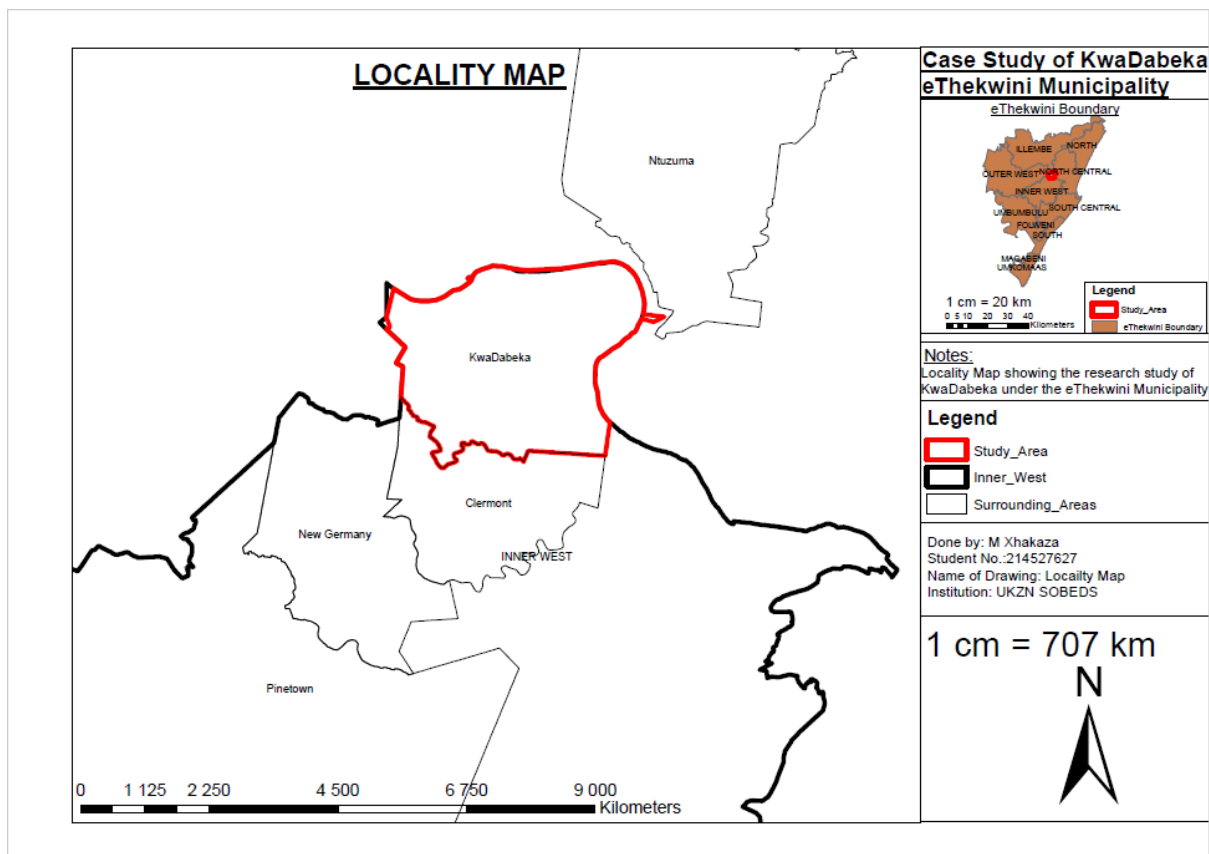 LOCALITY MAP
Ntuzuma
KwaDabeka
Clermont
New Germany
INNER WEST
Pinetown
0 1 125 2 250 4 500 6 750 9 000
Kilometers
Case Study of KwaDabeka
eThekwini Municipality
eThekwini Boundary
ILLEMBE
NORTH
OUTER WEST
NORTH CENTRAL
INNER WEST
UMBUMBULU
SOUTH CENTRAL
FOLWENI
SOUTH
MAGABENI
UMKOMAAS
1 cm = 20 km
0 5 10 20 30 40
Kilometers
Legend
Study_Area
eThekwini Boundary
Notes:
Locality Map showing the research study of
KwaDabeka under the eThekwini Municipality
Legend
Study_Area
Inner_West
Surrounding_Areas
Done by: M Xhakaza
Student No.:214527627
Name of Drawing: Locailty Map
Institution: UKZN SOBEDS
1 cm = 707 km
N